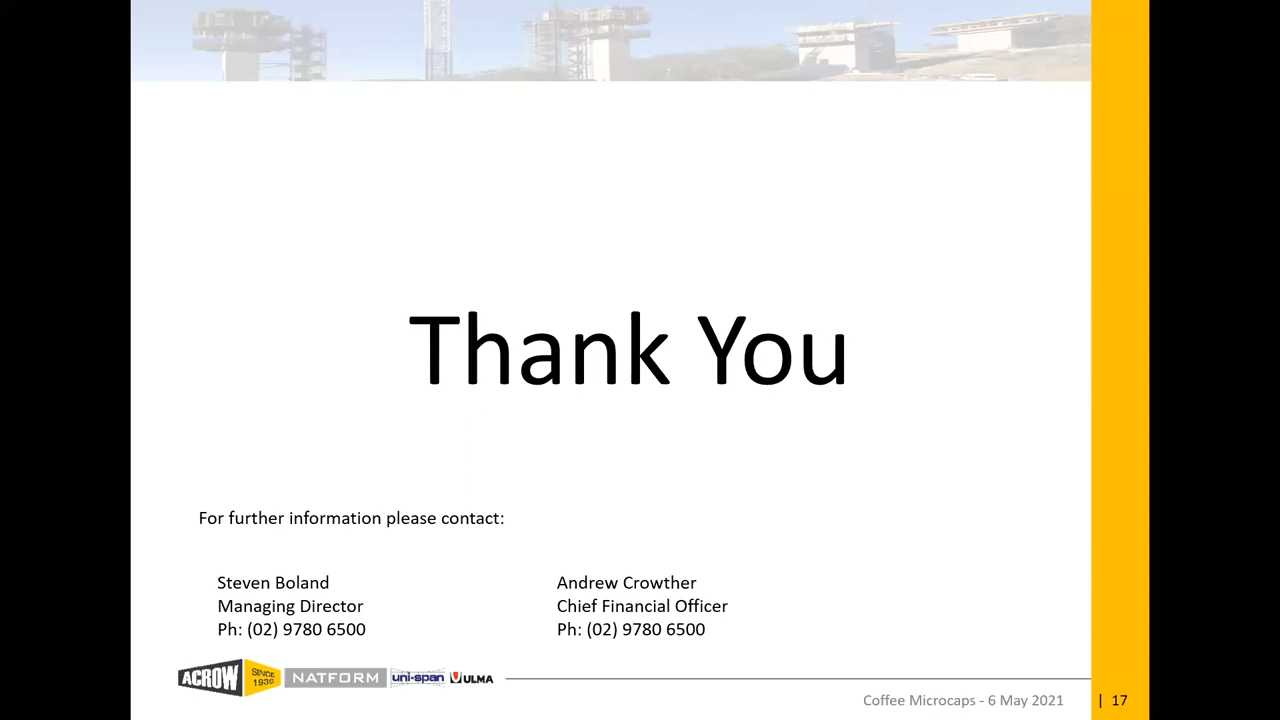 Thank You
For further information please contact:
Steven Boland
Managing Director
Ph: (02) 9780 6500
Andrew Crowther
Chief Financial Officer
Ph: (02) 9780 6500
ACROW SINCE 1936 NATFORM uni-span ULMA
Coffee Microcaps - 6 May 2021 | 17